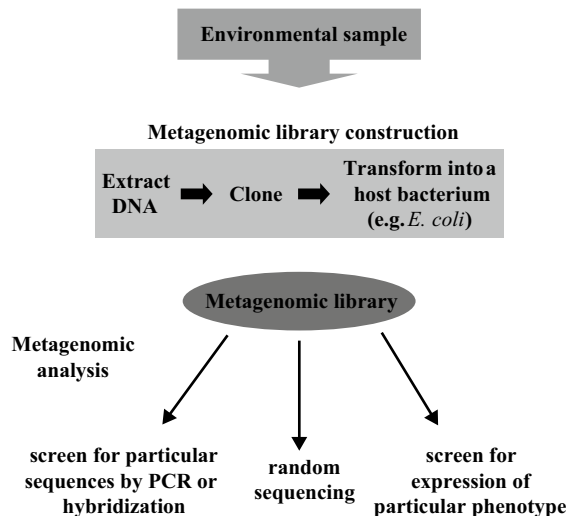 Environmental sample
Metagenomic library construction
Extract
DNA
Clone
Transform into a
host bacterium
(e.g. E. coli)
Metagenomic library
Metagenomic
analysis
screen for particular
sequences by PCR or
hybridization
random
sequencing
screen for
expression of
particular phenotype